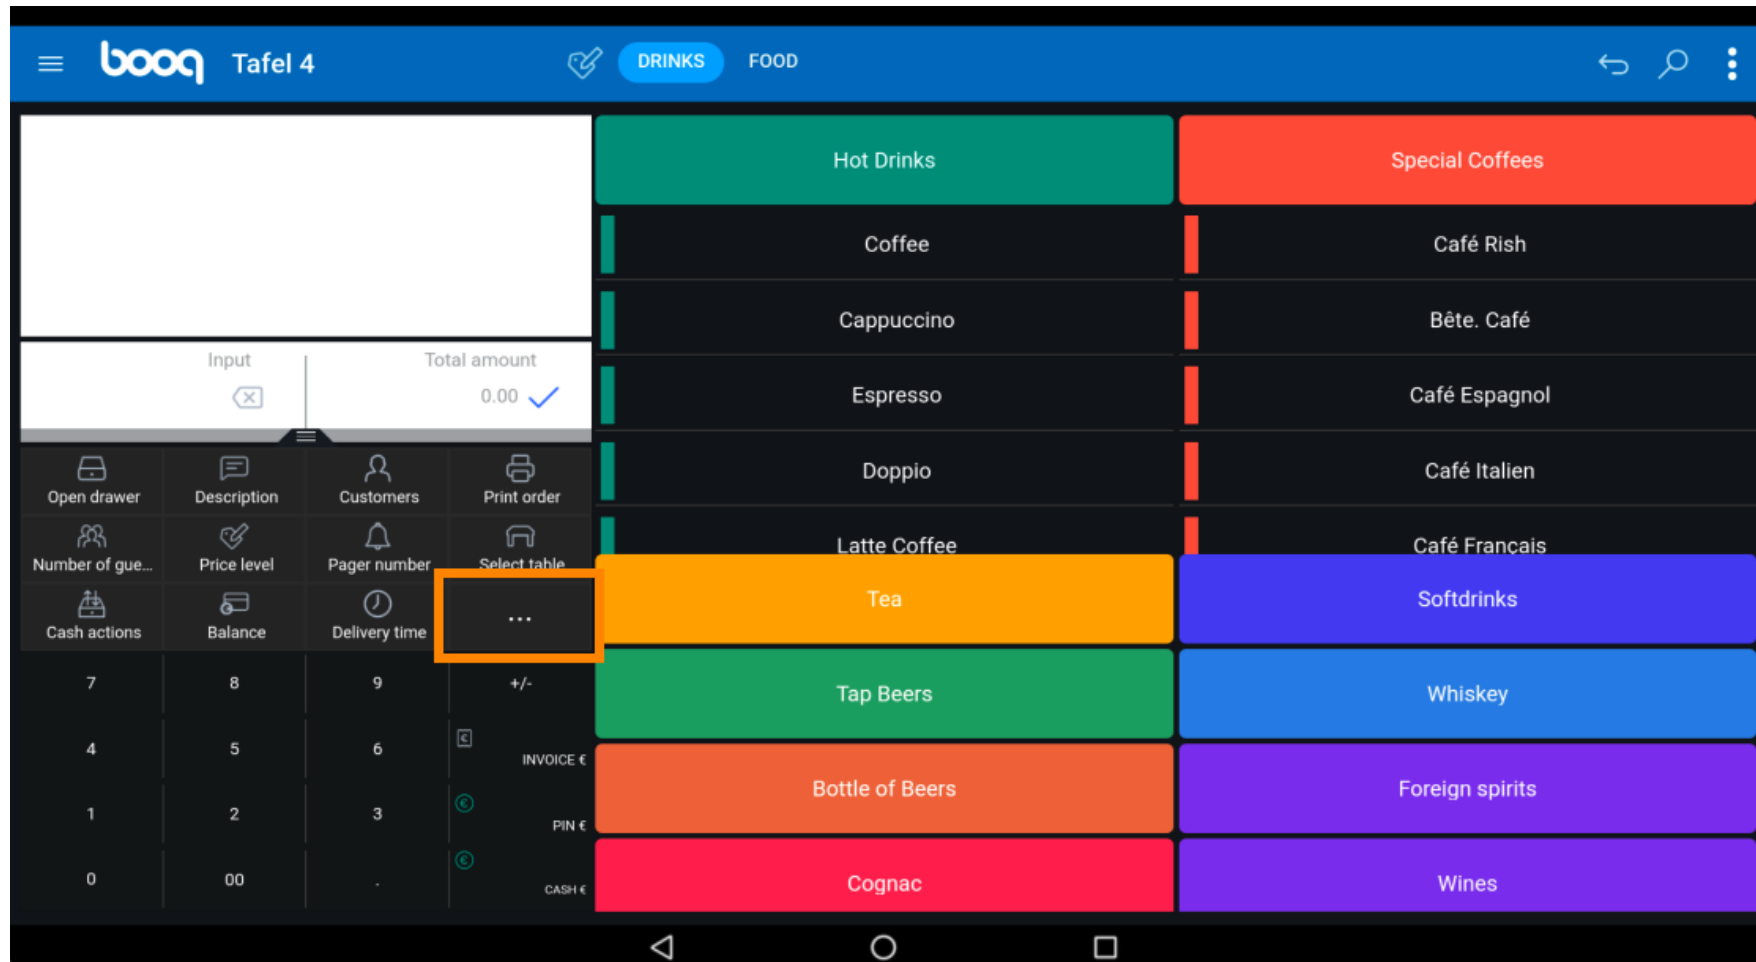 booq Tafel 4 DRINKS FOOD
Input Total amount
0.00
Open drawer Description Customers Print order
Number of gue... Price level Pager number Select table
Cash actions Balance Delivery time ...
7 8 9 +/-
4 5 6 INVOICE €
1 2 3 PIN €
0 00 . CASH €
Hot Drinks Special Coffees
Coffee Café Rish
Cappuccino Bête. Café
Espresso Café Espagnol
Doppio Café Italien
Latte Coffee Café Français
Tea Softdrinks
Tap Beers Whiskey
Bottle of Beers Foreign spirits
Cognac Wines